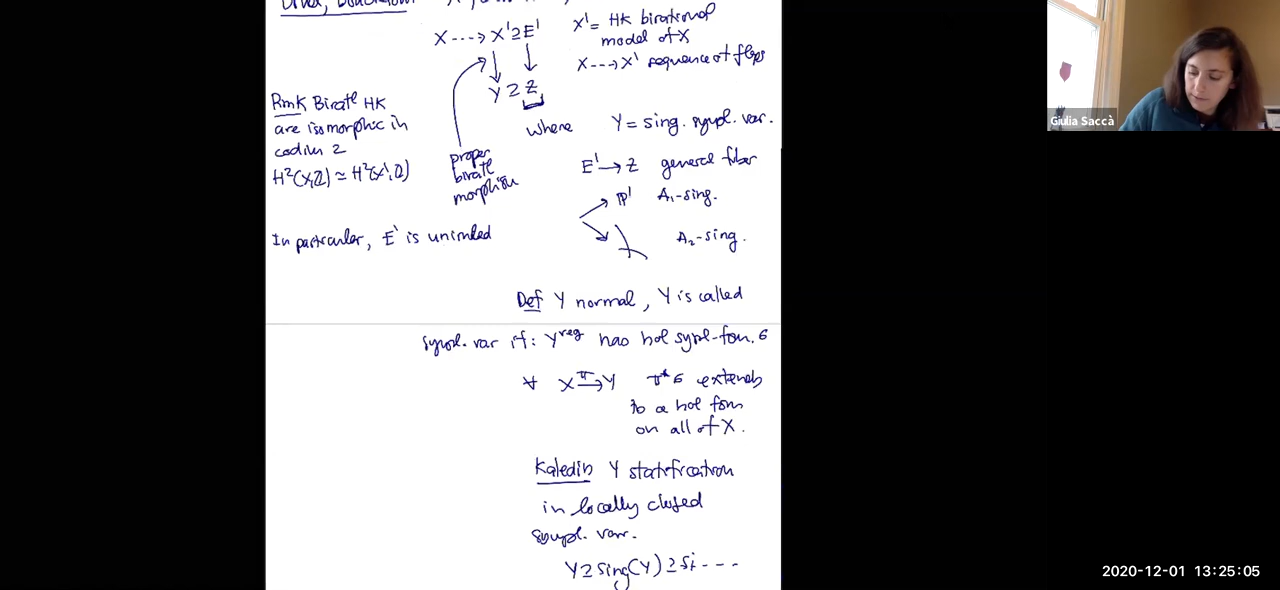 X ---> X' ⊇ E'
X' = HK birational
model of X
X ---> X' sequence of flops
Y ⊇ Z
where Y = sing. sympl. var.
Rmk Birat'l HK
are isomorphic in
codim 2
H²(X,Q) ≃ H²(X',Q)
proper
birat'l
morphism
E' → Z general fiber
P¹ A₁-sing.
A₂-sing.
In particular, E' is uniruled
Def Y normal, Y is called
sympl. var if: Y^reg has hol sympl-form σ
∀ X →^π Y π*σ extends
to a hol form
on all of X.
Kaledin Y stratification
in locally closed
sympl. var.
Y ⊇ Sing(Y) ⊇ Si ----
Giulia Saccà
2020-12-01 13:25:05